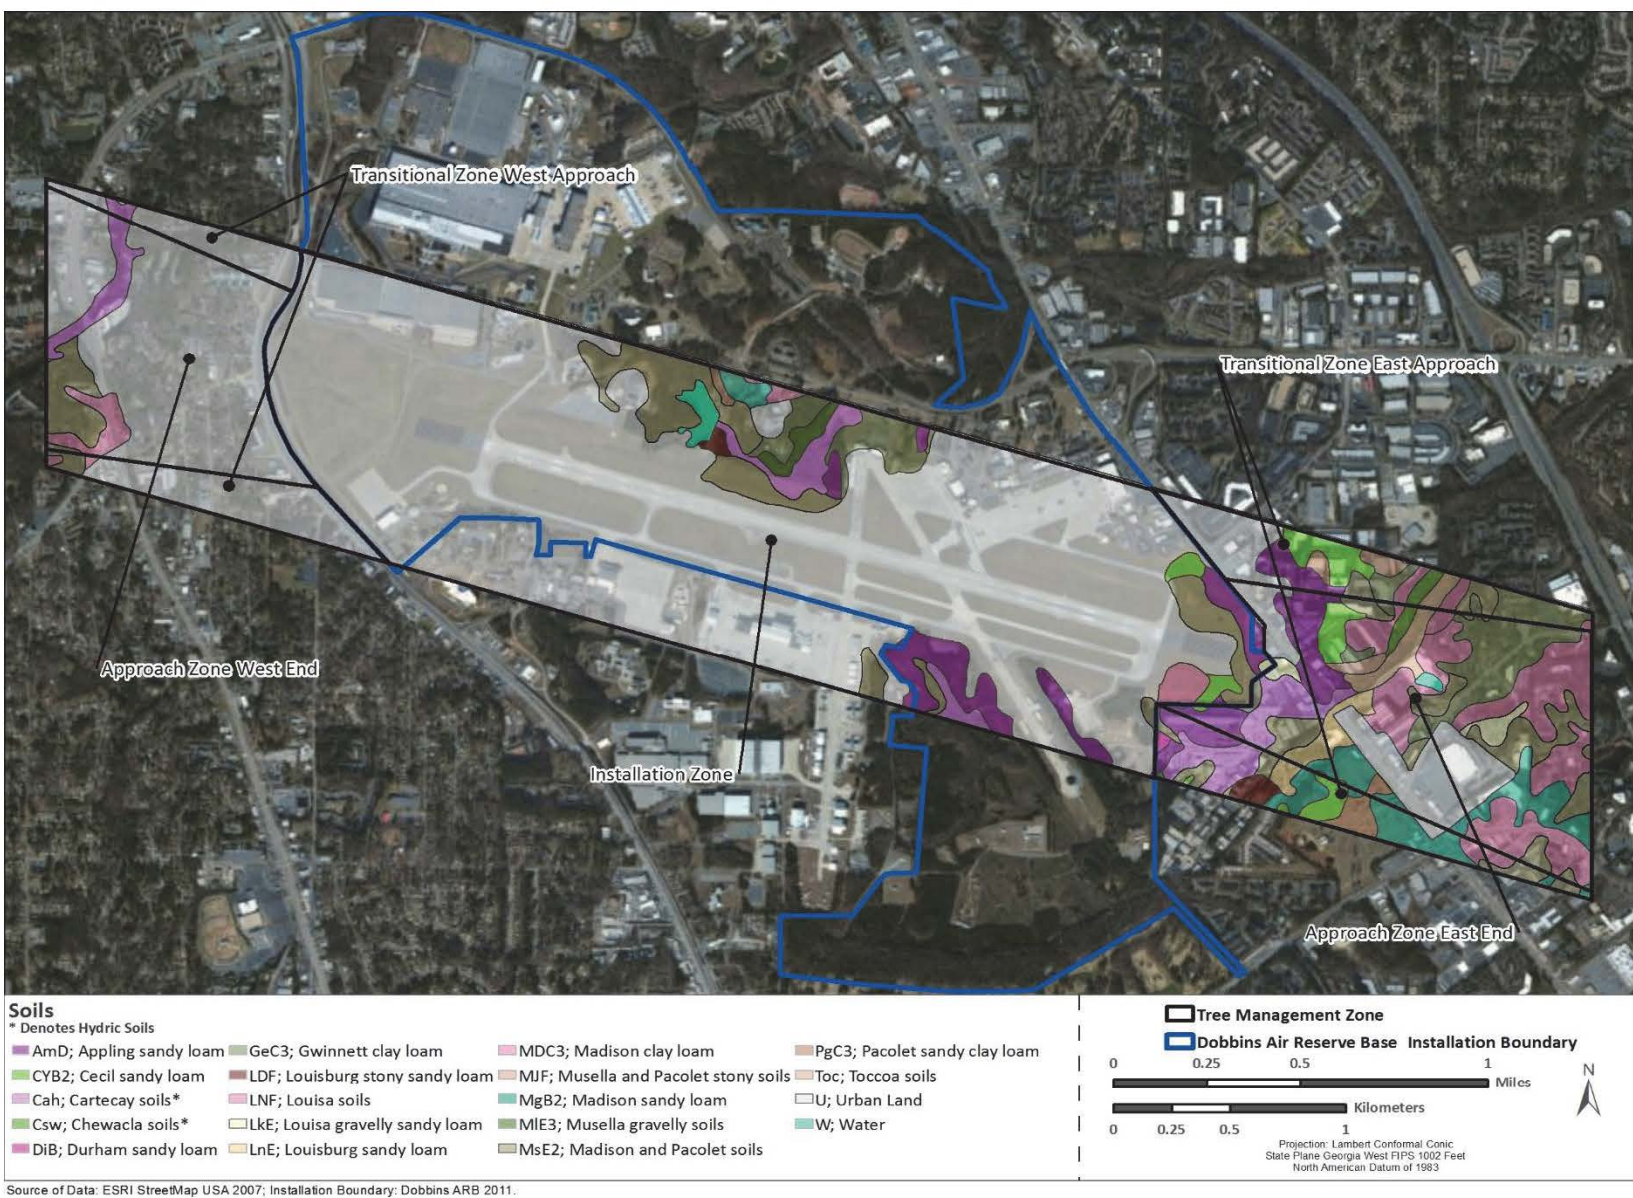 Transitional Zone West Approach
Transitional Zone East Approach
Approach Zone West End
Installation Zone
Approach Zone East End
Soils
* Denotes Hydric Soils
AmD; Appling sandy loam
CYB2; Cecil sandy loam
Cah; Cartecay soils*
Csw; Chewacla soils*
DiB; Durham sandy loam
GeC3; Gwinnett clay loam
LDF; Louisburg stony sandy loam
LNF; Louisa soils
LkE; Louisa gravelly sandy loam
LnE; Louisburg sandy loam
MDC3; Madison clay loam
MJF; Musella and Pacolet stony soils
MgB2; Madison sandy loam
MIE3; Musella gravelly soils
MsE2; Madison and Pacolet soils
PgC3; Pacolet sandy clay loam
Toc; Toccoa soils
U; Urban Land
W; Water
Tree Management Zone
Dobbins Air Reserve Base Installation Boundary
0 0.25 0.5 1
Miles
Kilometers
0 0.25 0.5 1
N
Projection: Lambert Conformal Conic
State Plane Georgia West FIPS 1002 Feet
North American Datum of 1983
Source of Data: ESRI StreetMap USA 2007; Installation Boundary: Dobbins ARB 2011.